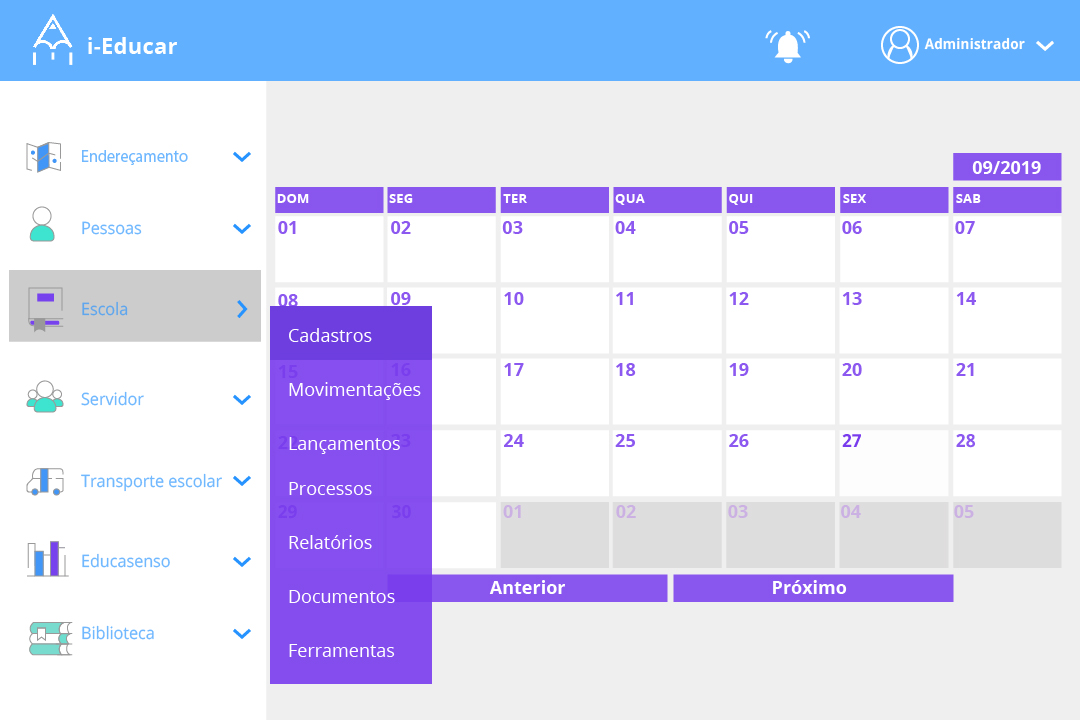 i-Educar
Administrador
Endereçamento
Pessoas
Escola
Servidor
Transporte escolar
Educasenso
Biblioteca
Cadastros
Movimentações
Lançamentos
Processos
Relatórios
Documentos
Ferramentas
09/2019
DOM SEG TER QUA QUI SEX SAB
01 02 03 04 05 06 07
08 09 10 11 12 13 14
15 16 17 18 19 20 21
24 25 26 27 28
29 30 01 02 03 04 05
Anterior Próximo